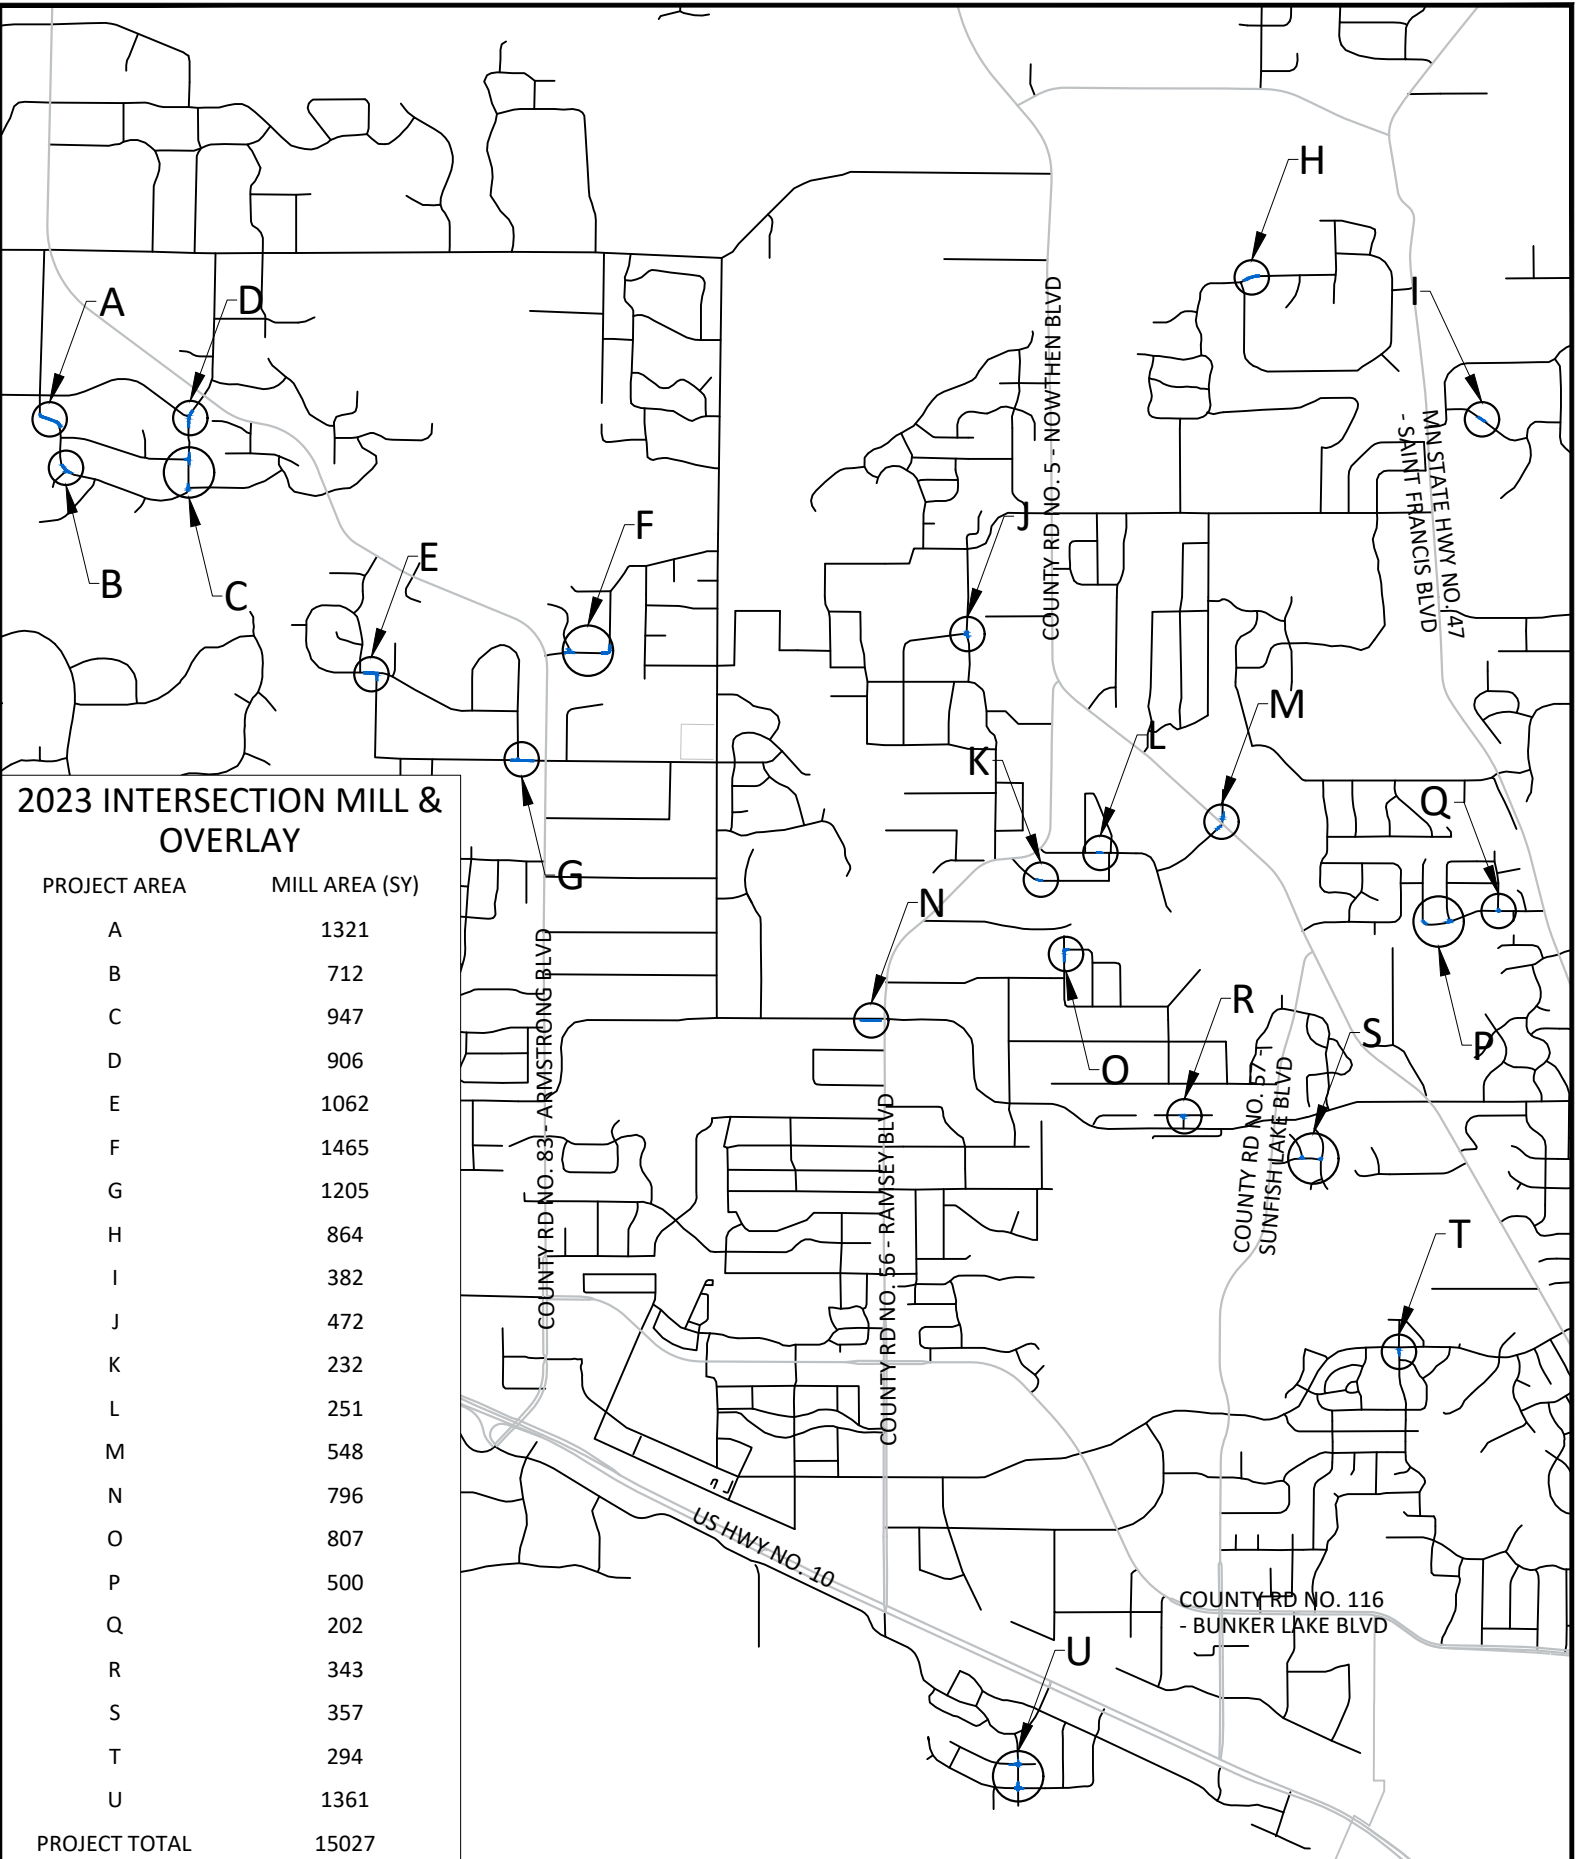 H
I
A
D
J
F
B
C
E
M
L
K
Q
G
N
R
S
P
O
T
U
COUNTY RD NO. 5 - NOWTHEN BLVD
MN STATE HWY NO. 47
- SAINT FRANCIS BLVD
COUNTY RD NO. 83 - ARMSTRONG BLVD
COUNTY RD NO. 56 - RAMSEY BLVD
COUNTY RD NO. 57 -
SUNFISH LAKE BLVD
US HWY NO. 10
COUNTY RD NO. 116
- BUNKER LAKE BLVD
2023 INTERSECTION MILL &
OVERLAY
PROJECT AREA MILL AREA (SY)
A 1321
B 712
C 947
D 906
E 1062
F 1465
G 1205
H 864
I 382
J 472
K 232
L 251
M 548
N 796
O 807
P 500
Q 202
R 343
S 357
T 294
U 1361
PROJECT TOTAL 15027